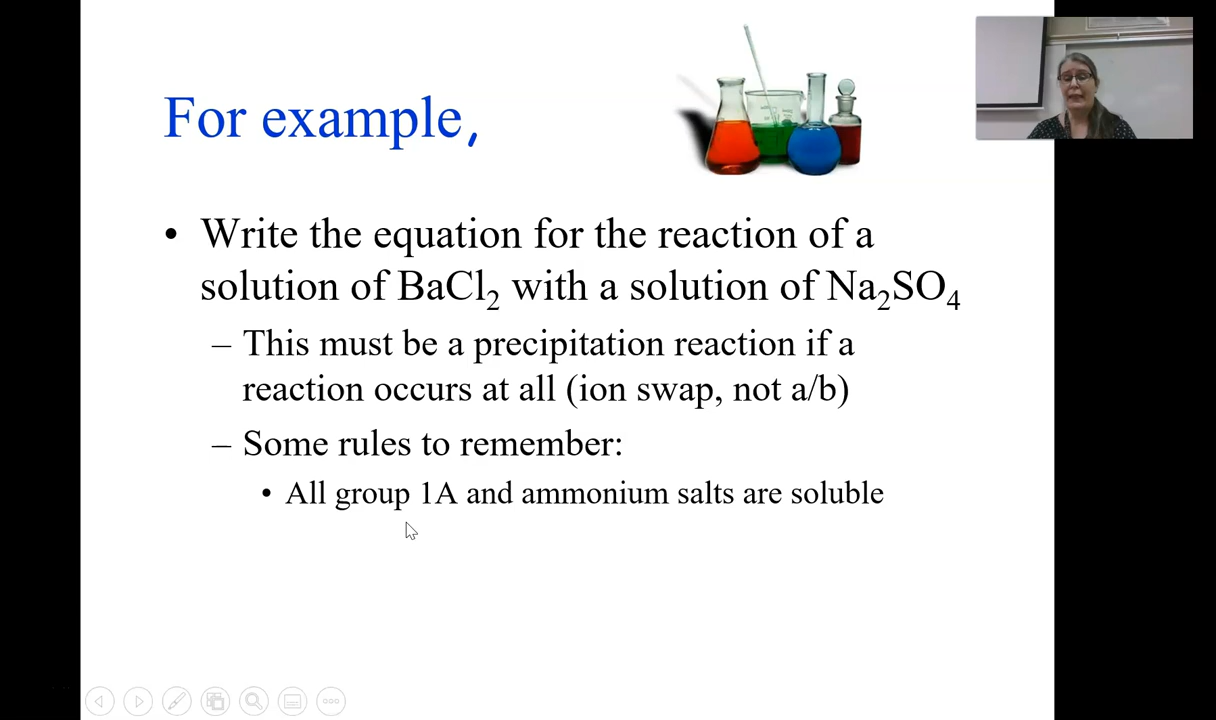 For example,
• Write the equation for the reaction of a
solution of BaCl₂ with a solution of Na₂SO₄
– This must be a precipitation reaction if a
reaction occurs at all (ion swap, not a/b)
– Some rules to remember:
• All group 1A and ammonium salts are soluble